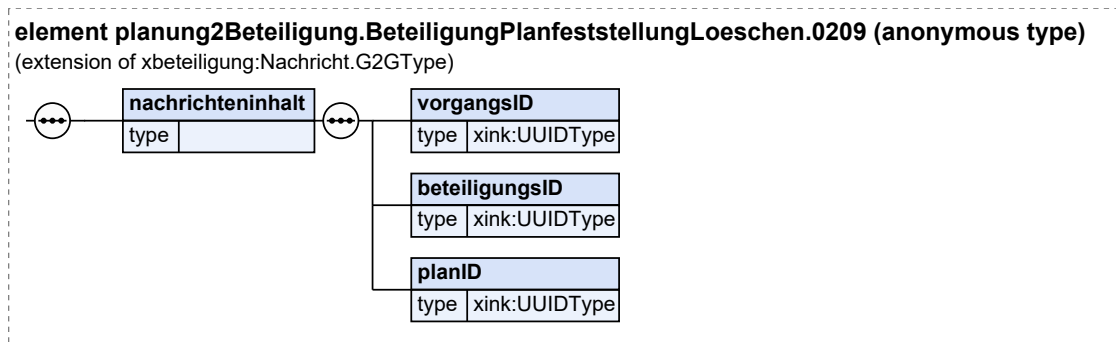 element planung2Beteiligung.BeteiligungPlanfeststellungLoeschen.0209 (anonymous type)
(extension of xbeteiligung:Nachricht.G2GType)
nachrichteninhalt
type
vorgangsID
type xink:UUIDType
beteiligungsID
type xink:UUIDType
planID
type xink:UUIDType